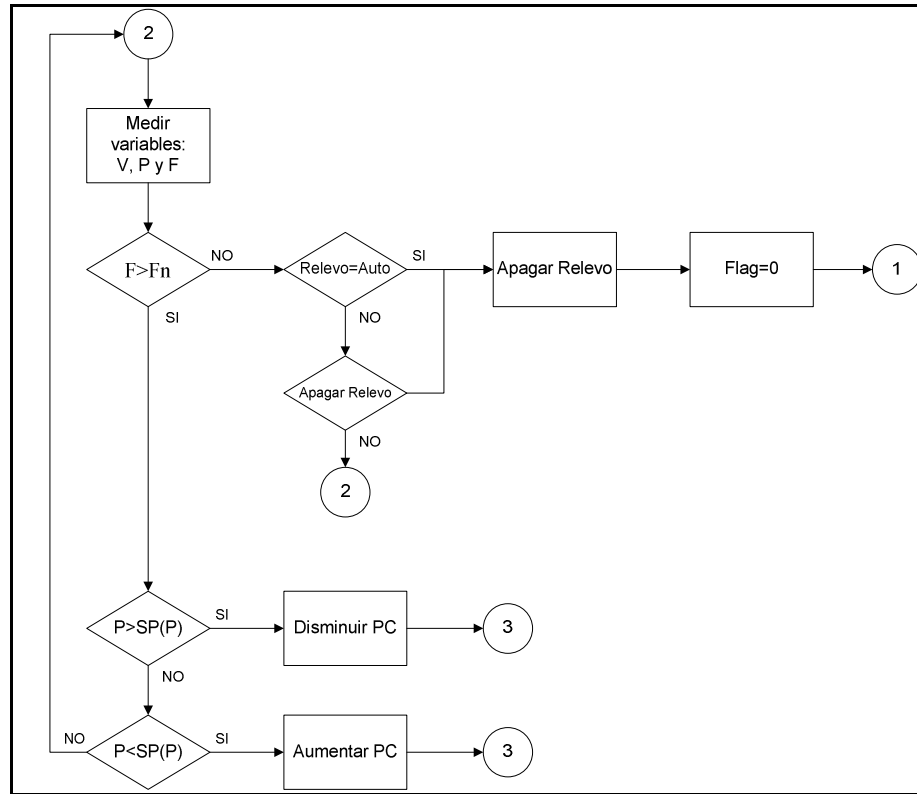 2
Medir
variables:
V, P y F
F>Fn
NO
SI
Relevo=Auto
SI
NO
Apagar Relevo
Flag=0
1
Apagar Relevo
NO
2
P>SP(P)
SI
NO
Disminuir PC
3
NO
P<SP(P)
SI
Aumentar PC
3